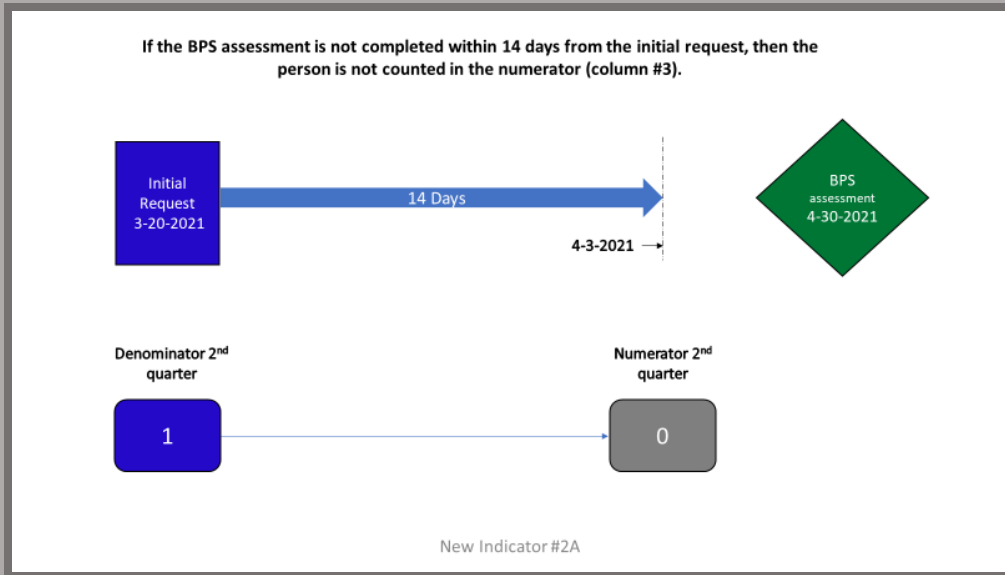 If the BPS assessment is not completed within 14 days from the initial request, then the
person is not counted in the numerator (column #3).
Initial
Request
3-20-2021
14 Days
4-3-2021
BPS
assessment
4-30-2021
Denominator 2nd
quarter
Numerator 2nd
quarter
1
0
New Indicator #2A